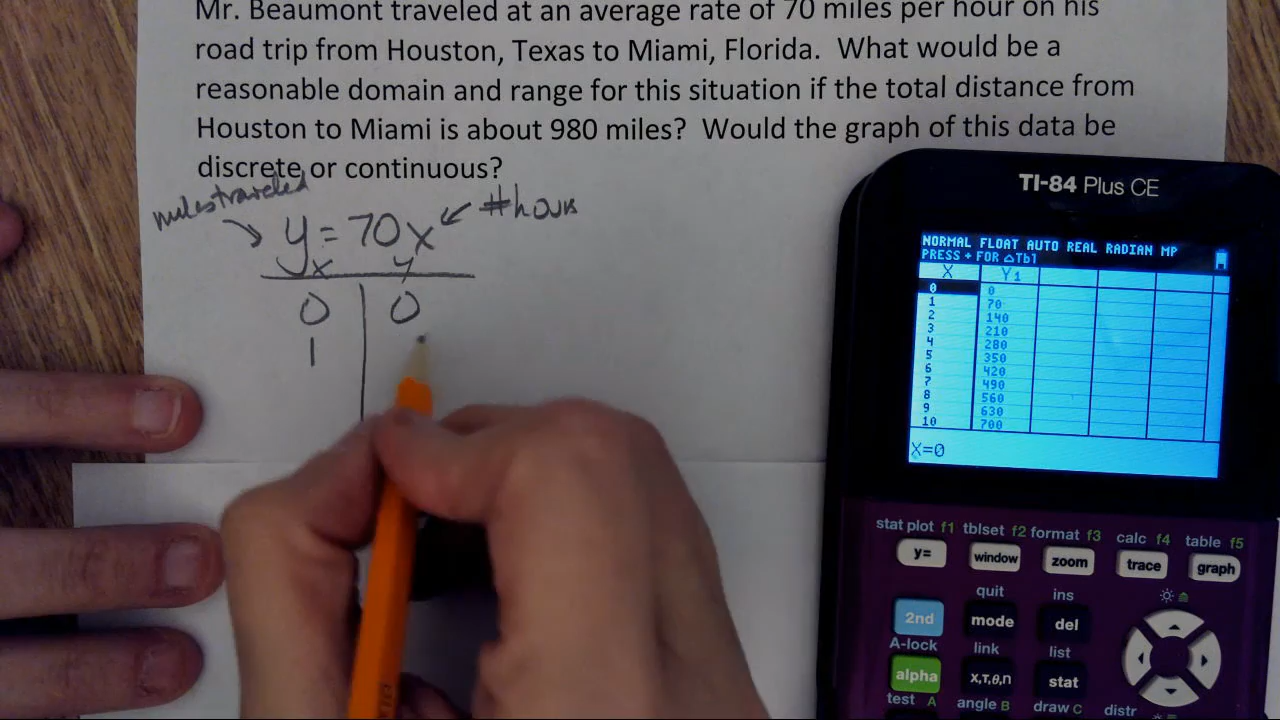 Mr. Beaumont traveled at an average rate of 70 miles per hour on his
road trip from Houston, Texas to Miami, Florida. What would be a
reasonable domain and range for this situation if the total distance from
Houston to Miami is about 980 miles? Would the graph of this data be
discrete or continuous?
miles traveled
y = 70x
# hours
x y
0 0
1
TI-84 Plus CE
NORMAL FLOAT AUTO REAL RADIAN MP
PRESS + FOR △Tbl
X Y1
0 0
1 70
2 140
3 210
4 280
5 350
6 420
7 490
8 560
9 630
10 700
X=0
stat plot f1 tblset f2 format f3 calc f4 table f5
y= window zoom trace graph
quit ins
2nd mode del
A-lock link list
alpha X,T,θ,n stat
test A angle B draw C distr